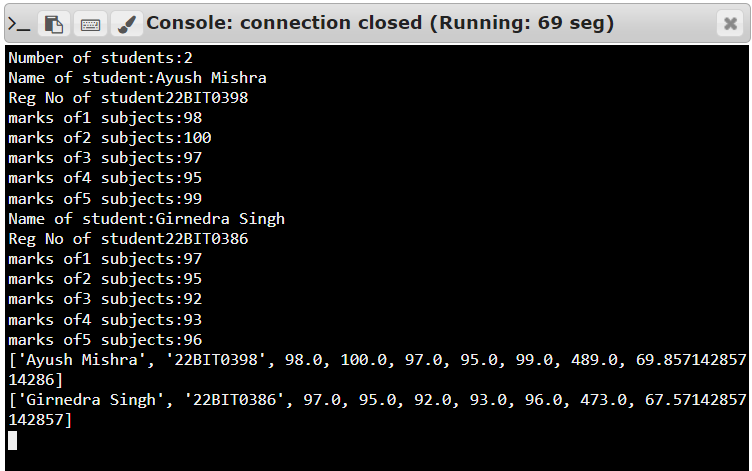 >_ Console: connection closed (Running: 69 seg)
Number of students:2
Name of student:Ayush Mishra
Reg No of student22BIT0398
marks of1 subjects:98
marks of2 subjects:100
marks of3 subjects:97
marks of4 subjects:95
marks of5 subjects:99
Name of student:Girnedra Singh
Reg No of student22BIT0386
marks of1 subjects:97
marks of2 subjects:95
marks of3 subjects:92
marks of4 subjects:93
marks of5 subjects:96
['Ayush Mishra', '22BIT0398', 98.0, 100.0, 97.0, 95.0, 99.0, 489.0, 69.857142857
14286]
['Girnedra Singh', '22BIT0386', 97.0, 95.0, 92.0, 93.0, 96.0, 473.0, 67.57142857
142857]